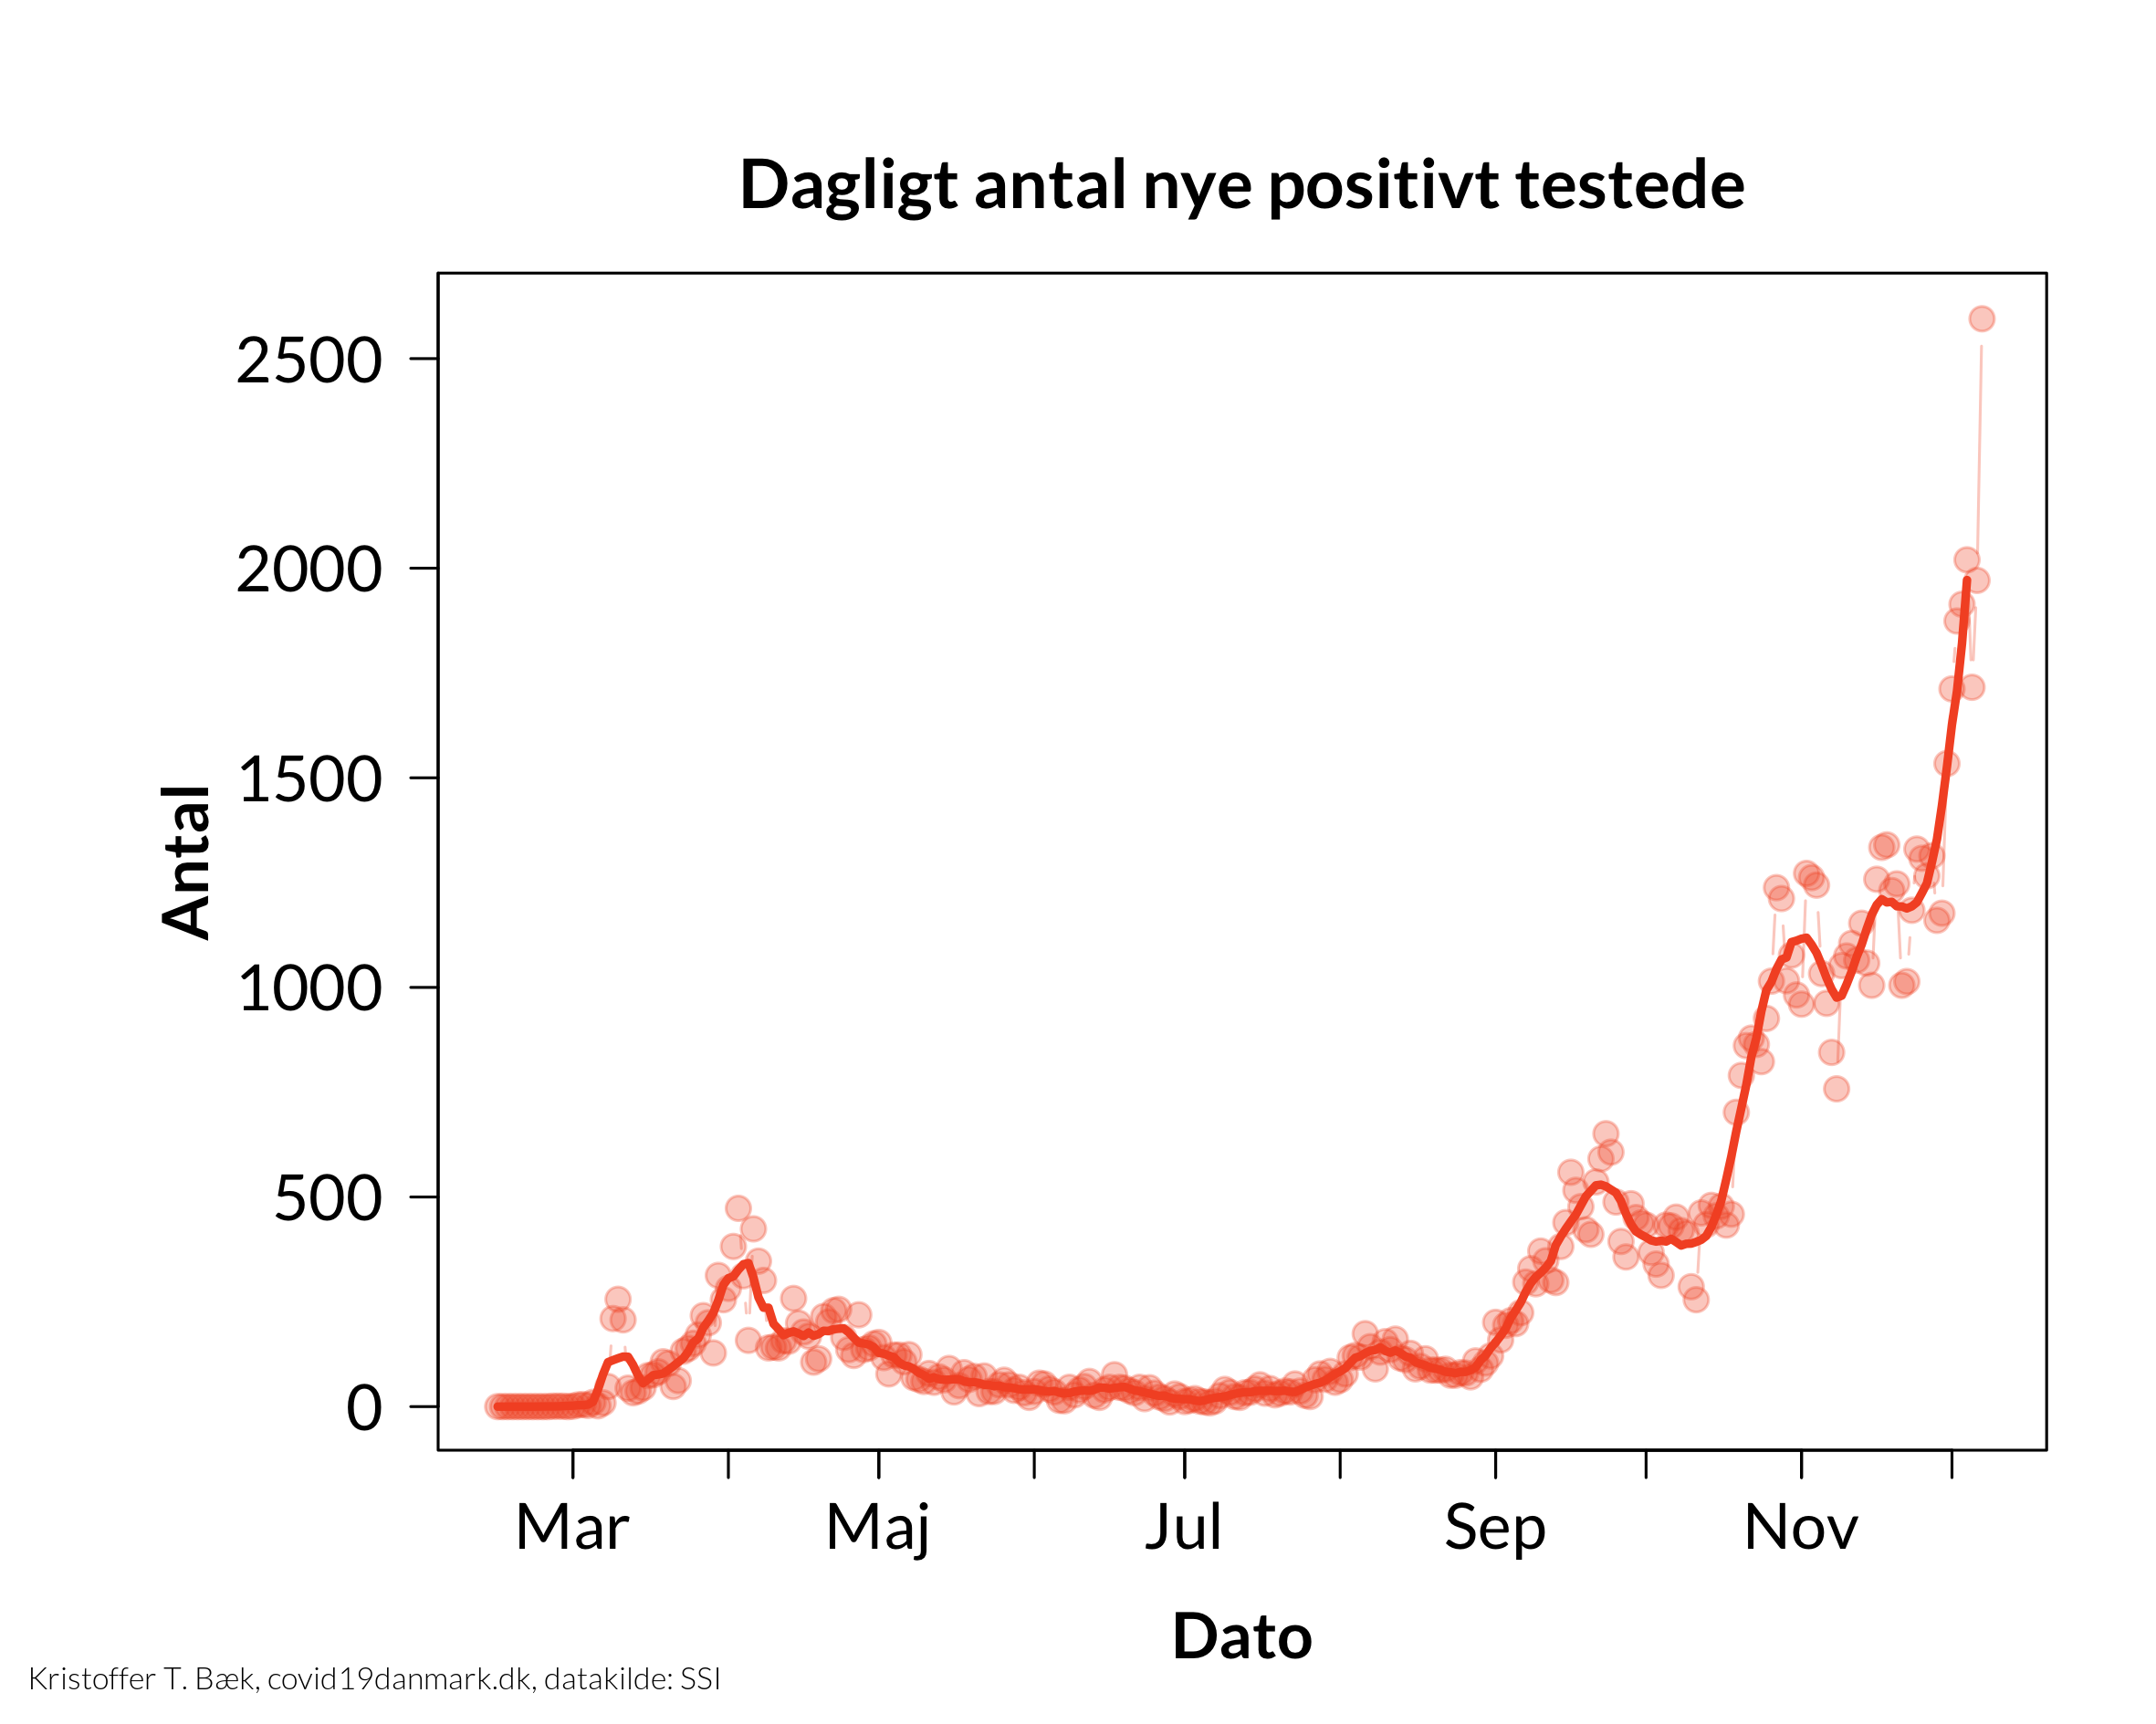 Dagligt antal nye positivt testede
Antal
2500
2000
1500
1000
500
0
Mar
Maj
Jul
Sep
Nov
Dato
Kristoffer T. Bæk, covid19danmark.dk, datakilde: SSI